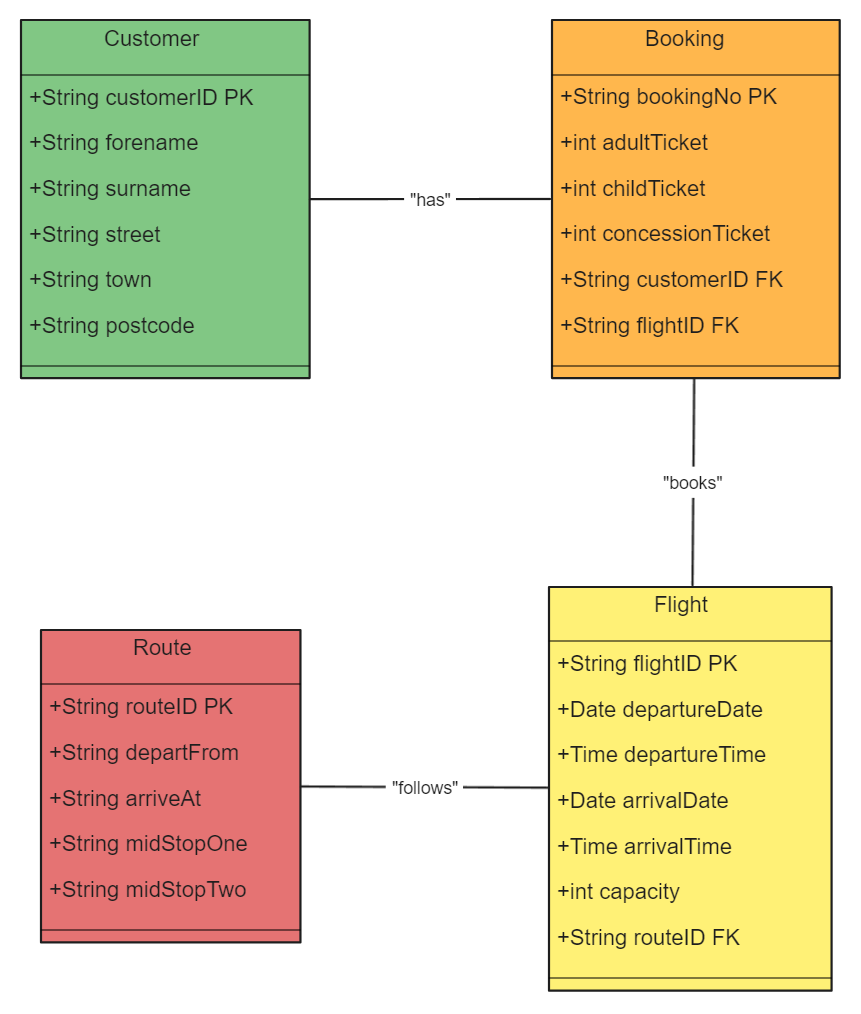 Customer
+String customerID PK
+String forename
+String surname
+String street
+String town
+String postcode
"has"
Booking
+String bookingNo PK
+int adultTicket
+int childTicket
+int concessionTicket
+String customerID FK
+String flightID FK
"books"
Route
+String routeID PK
+String departFrom
+String arriveAt
+String midStopOne
+String midStopTwo
"follows"
Flight
+String flightID PK
+Date departureDate
+Time departureTime
+Date arrivalDate
+Time arrivalTime
+int capacity
+String routeID FK